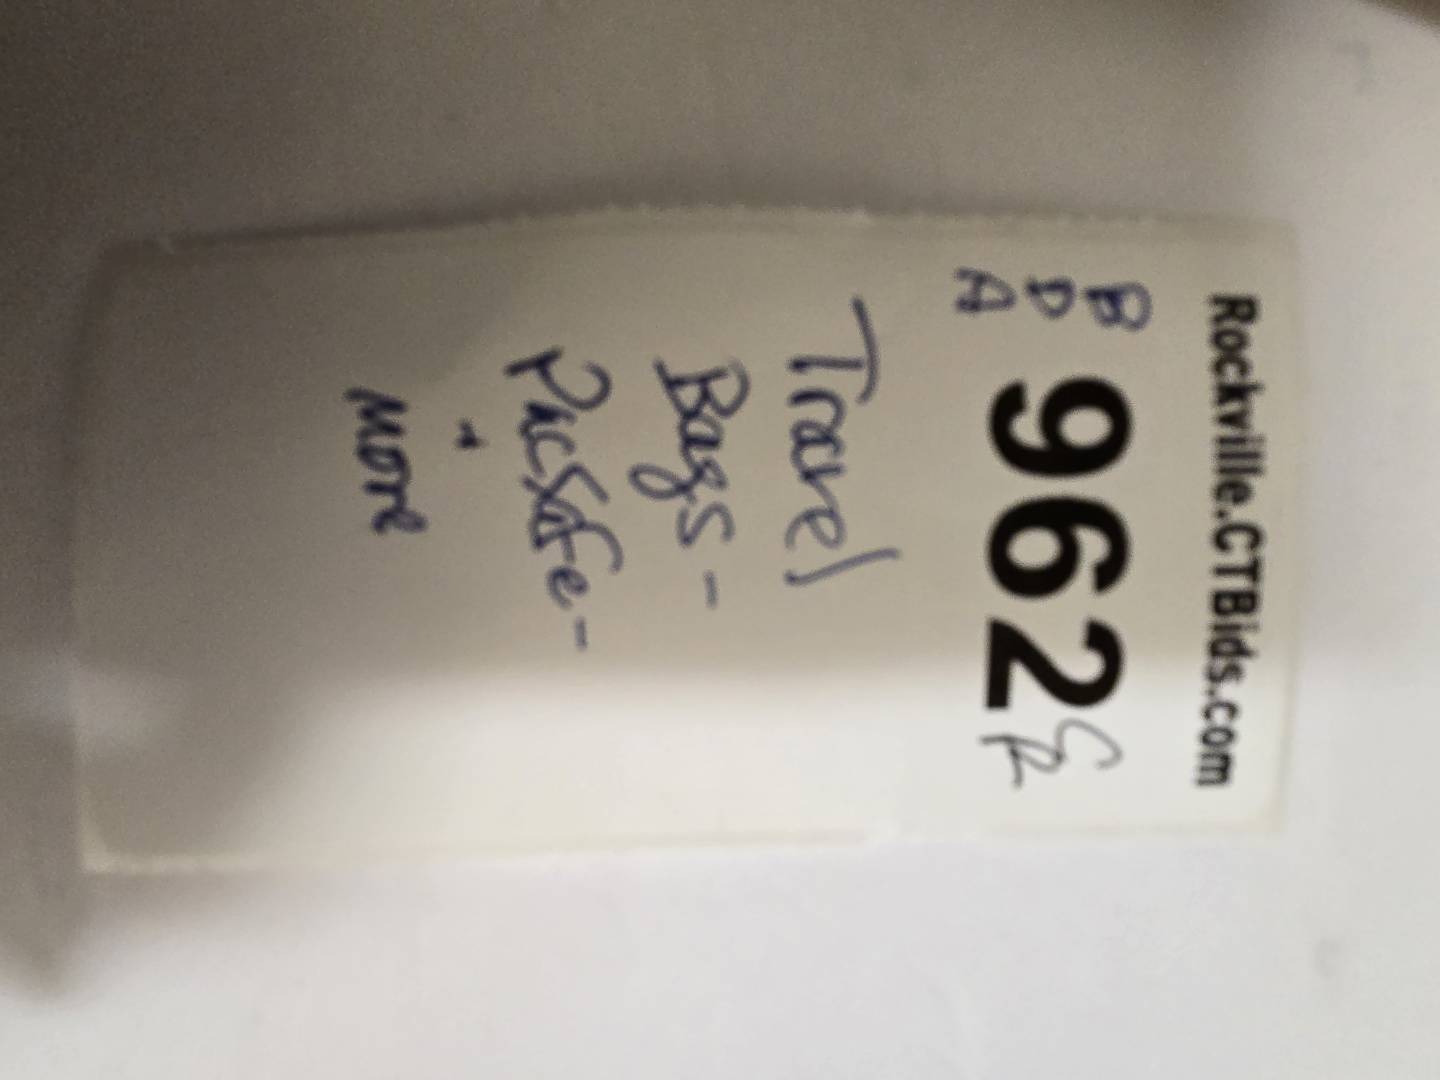 Rockville.CTBids.com
B
D
A
962
Travel
Bags -
PacSafe -
+
more